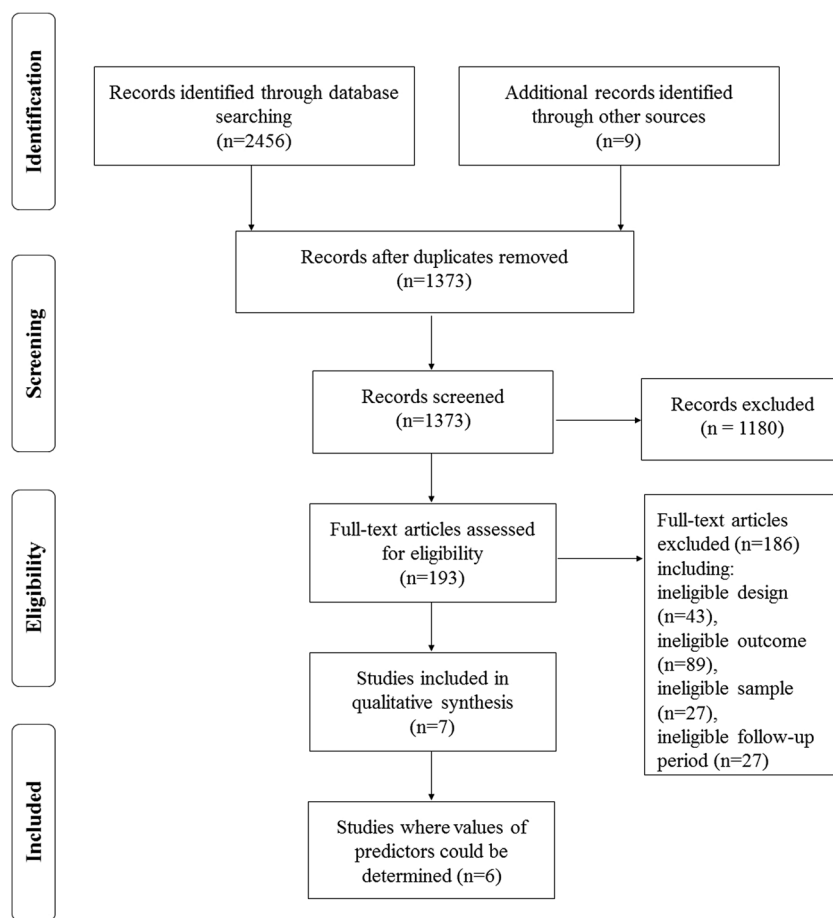 Identification
Records identified through database
searching
(n=2456)
Additional records identified
through other sources
(n=9)
Records after duplicates removed
(n=1373)
Screening
Records screened
(n=1373)
Records excluded
(n = 1180)
Eligibility
Full-text articles assessed
for eligibility
(n=193)
Full-text articles
excluded (n=186)
including:
ineligible design
(n=43),
ineligible outcome
(n=89),
ineligible sample
(n=27),
ineligible follow-up
period (n=27)
Studies included in
qualitative synthesis
(n=7)
Included
Studies where values of
predictors could be
determined (n=6)